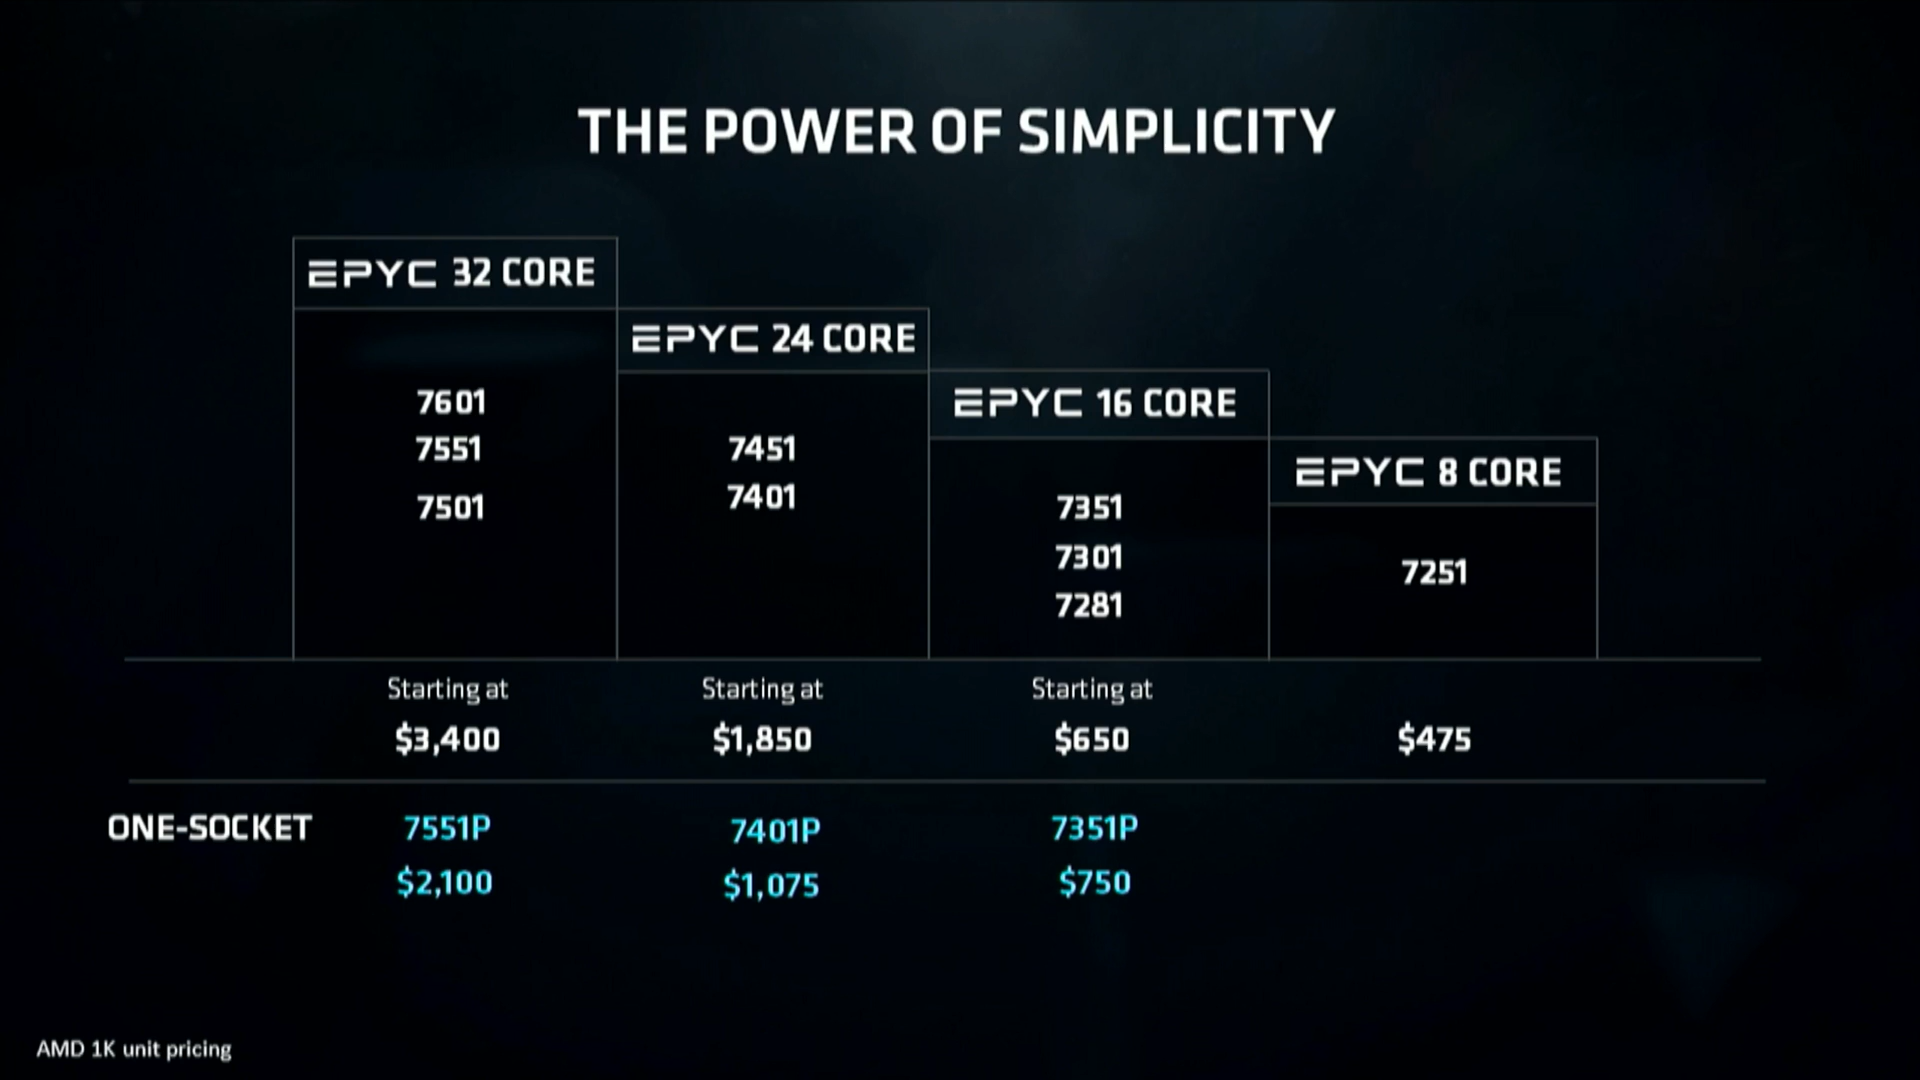 THE POWER OF SIMPLICITY
EPYC 32 CORE
7601
7551
7501
EPYC 24 CORE
7451
7401
EPYC 16 CORE
7351
7301
7281
EPYC 8 CORE
7251
Starting at
$3,400
Starting at
$1,850
Starting at
$650
$475
ONE-SOCKET
7551P
$2,100
7401P
$1,075
7351P
$750
AMD 1K unit pricing